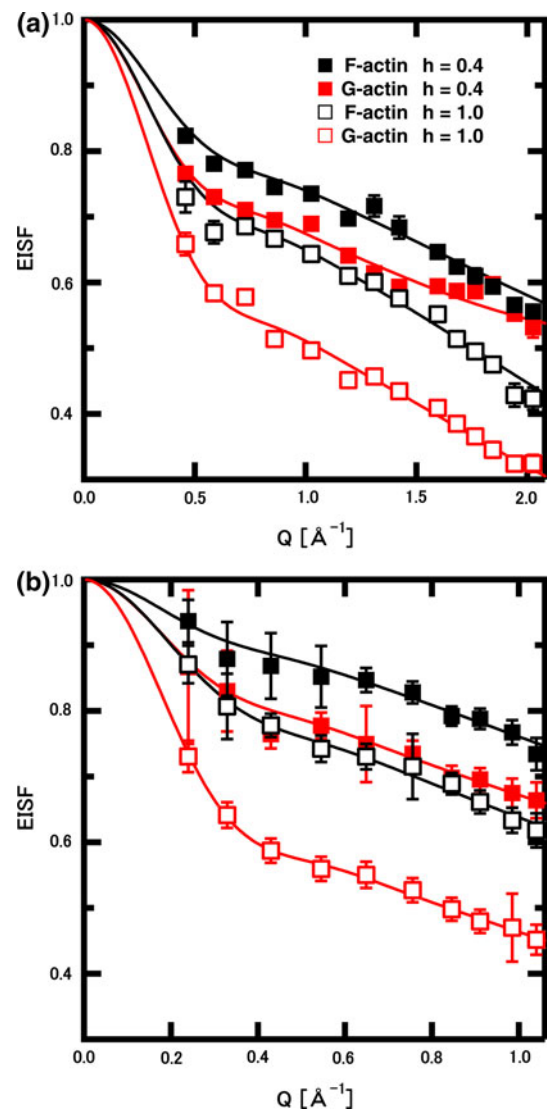 (a)
1.0
0.8
0.6
0.4
EISF
F-actin h = 0.4
G-actin h = 0.4
F-actin h = 1.0
G-actin h = 1.0
0.0 0.5 1.0 1.5 2.0
Q [Å⁻¹]
(b)
1.0
0.8
0.6
0.4
EISF
0.0 0.2 0.4 0.6 0.8 1.0
Q [Å⁻¹]